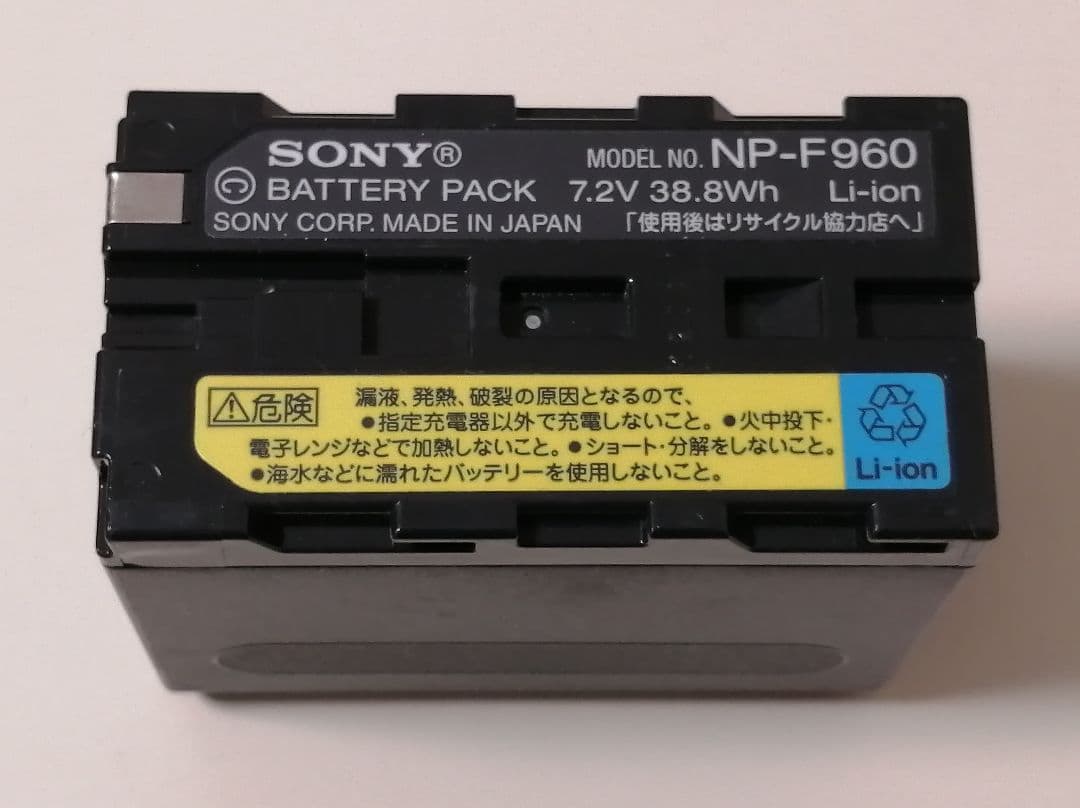 SONY® MODEL NO. NP-F960
Ⓒ BATTERY PACK 7.2V 38.8Wh Li-ion
SONY CORP. MADE IN JAPAN 「使用後はリサイクル協力店へ」
⚠危険 漏液、発熱、破裂の原因となるので、
●指定充電器以外で充電しないこと。●火中投下・
電子レンジなどで加熱しないこと。●ショート・分解をしないこと。
●海水などに濡れたバッテリーを使用しないこと。
Li-ion